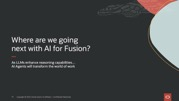 Where are we going
next with AI for Fusion?
As LLMs enhance reasoning capabilities...
AI Agents will transform the world of work